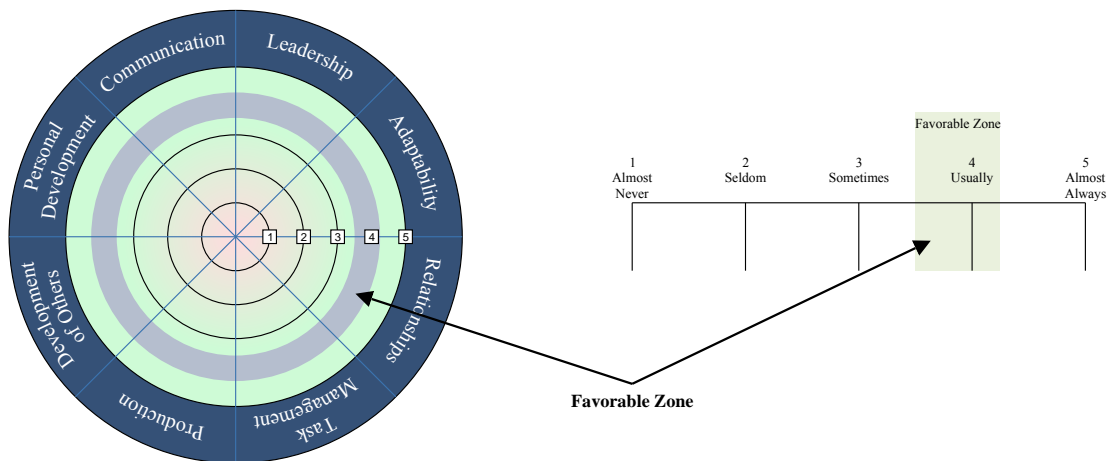 Communication
Leadership
Adaptability
Relationships
Task
Management
Production
Development
of Others
Personal
Development
1
2
3
4
5
Favorable Zone
1
Almost
Never
2
Seldom
3
Sometimes
4
Usually
5
Almost
Always
Favorable Zone